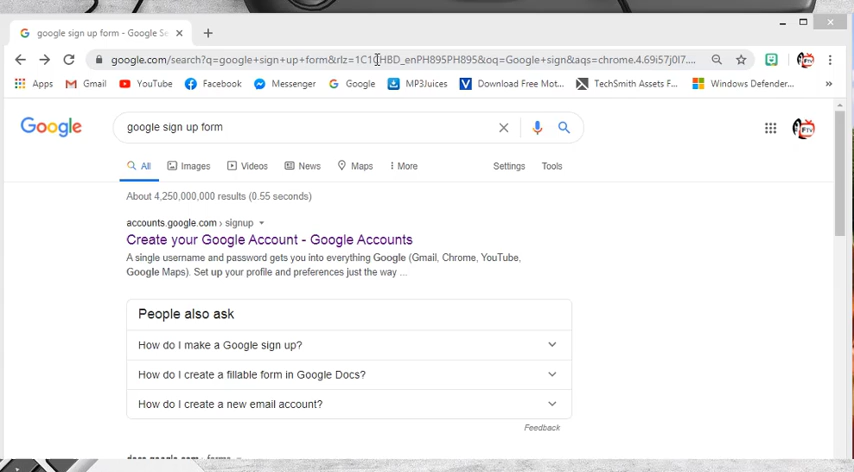 google sign up form - Google Se
google.com/search?q=google+sign+up+form&rlz=1C1
HBD_enPH895PH895&oq=Google+sign&aqs=chrome.4.69i57j0l7....
Apps Gmail YouTube Facebook Messenger Google MP3Juices Download Free Mot... TechSmith Assets F... Windows Defender... »
Google
google sign up form
All Images Videos News Maps More Settings Tools
About 4,250,000,000 results (0.55 seconds)
accounts.google.com › signup
Create your Google Account - Google Accounts
A single username and password gets you into everything Google (Gmail, Chrome, YouTube,
Google Maps). Set up your profile and preferences just the way ...
People also ask
How do I make a Google sign up?
How do I create a fillable form in Google Docs?
How do I create a new email account?
Feedback